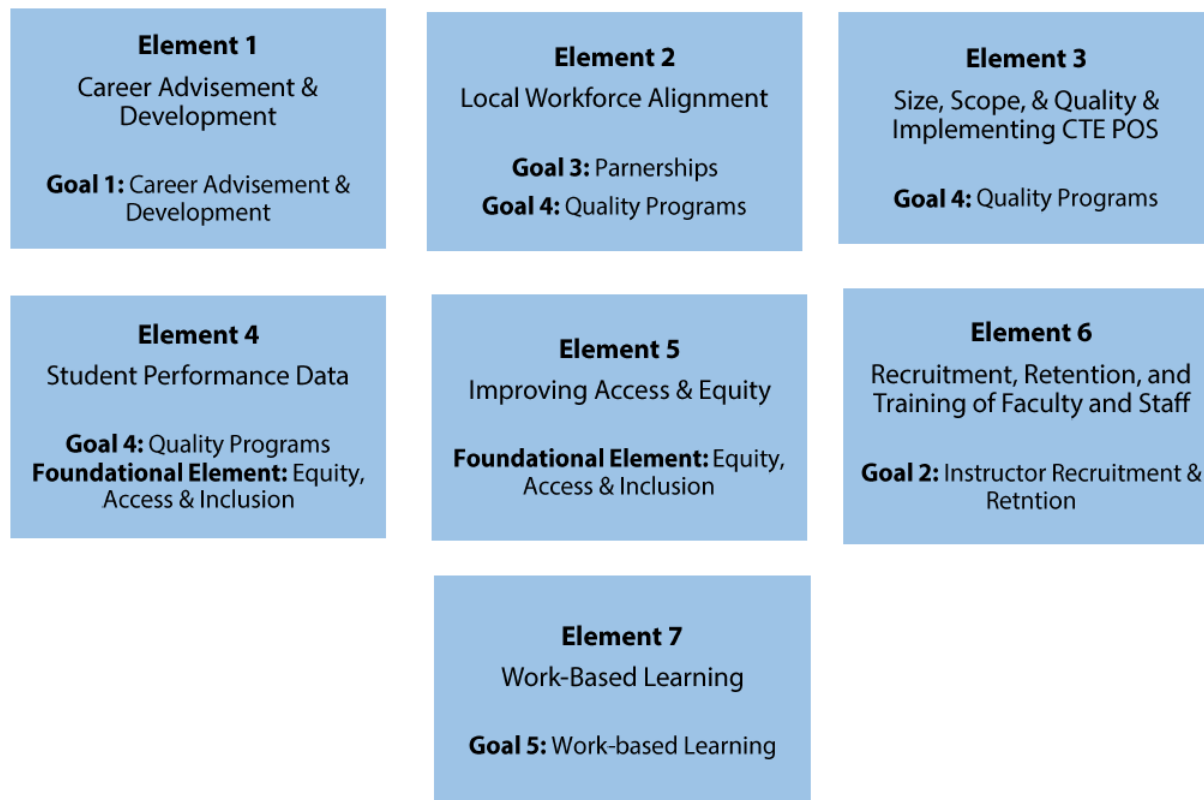 Element 1
Career Advisement &
Development
Goal 1: Career Advisement &
Development
Element 2
Local Workforce Alignment
Goal 3: Parnerships
Goal 4: Quality Programs
Element 3
Size, Scope, & Quality &
Implementing CTE POS
Goal 4: Quality Programs
Element 4
Student Performance Data
Goal 4: Quality Programs
Foundational Element: Equity,
Access & Inclusion
Element 5
Improving Access & Equity
Foundational Element: Equity,
Access & Inclusion
Element 6
Recruitment, Retention, and
Training of Faculty and Staff
Goal 2: Instructor Recruitment &
Retntion
Element 7
Work-Based Learning
Goal 5: Work-based Learning